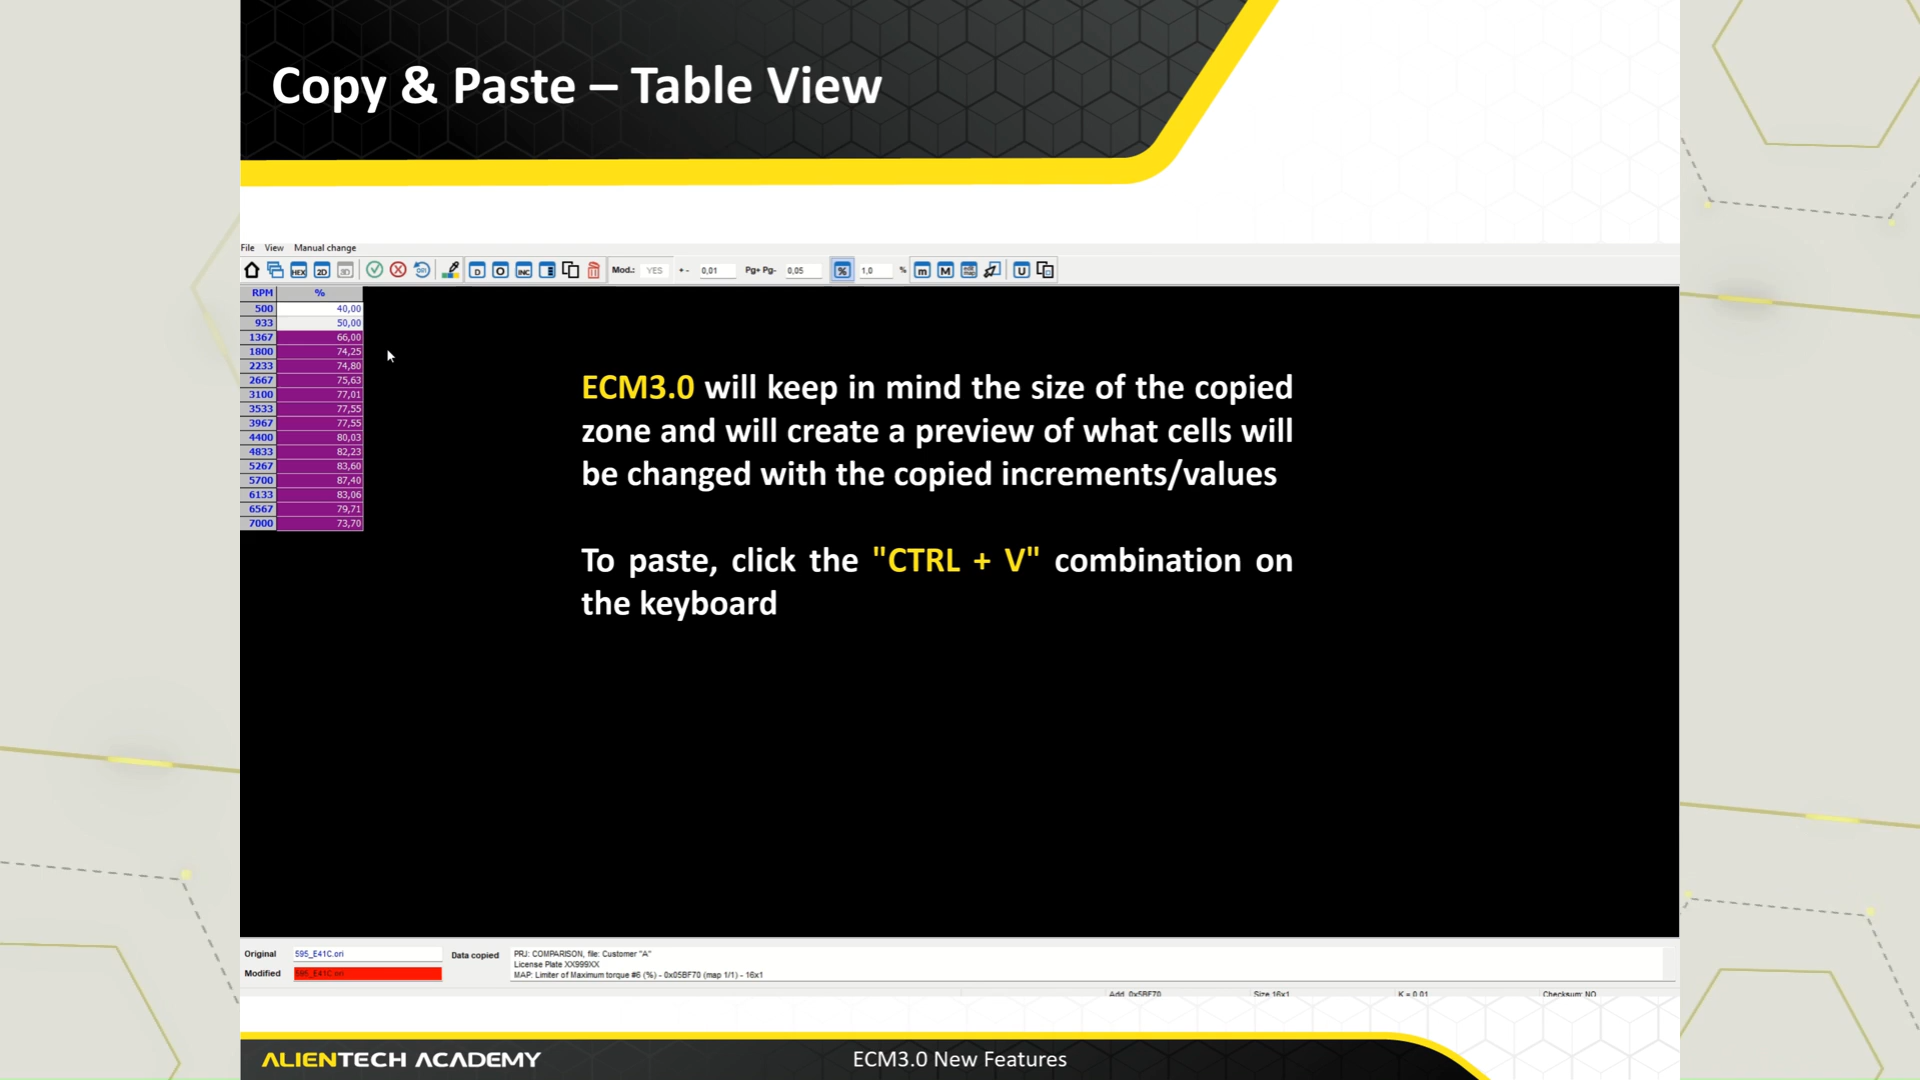 Copy & Paste – Table View
File View Manual change
HEX 2D 3D ORI D O INC Mod.: YES + - 0,01 Pg+ Pg- 0,05 % 1,0 % m M U
RPM %
500 40,00
933 50,00
1367 66,00
1800 74,25
2233 74,80
2667 75,63
3100 77,01
3533 77,55
3967 77,55
4400 80,03
4833 82,23
5267 83,60
5700 87,40
6133 83,06
6567 79,71
7000 73,70
ECM3.0 will keep in mind the size of the copied
zone and will create a preview of what cells will
be changed with the copied increments/values
To paste, click the "CTRL + V" combination on
the keyboard
Original 595_E41C.ori
Modified 595_E41C.ori
Data copied
PRJ: COMPARISON, file: Customer "A"
License Plate XX999XX
MAP: Limiter of Maximum torque #6 (%) - 0x05BF70 (map 1/1) - 16x1
Add. 0x5BF70 Size 16x1 K = 0.01 Checksum: NO
ALIENTECH ACADEMY
ECM3.0 New Features